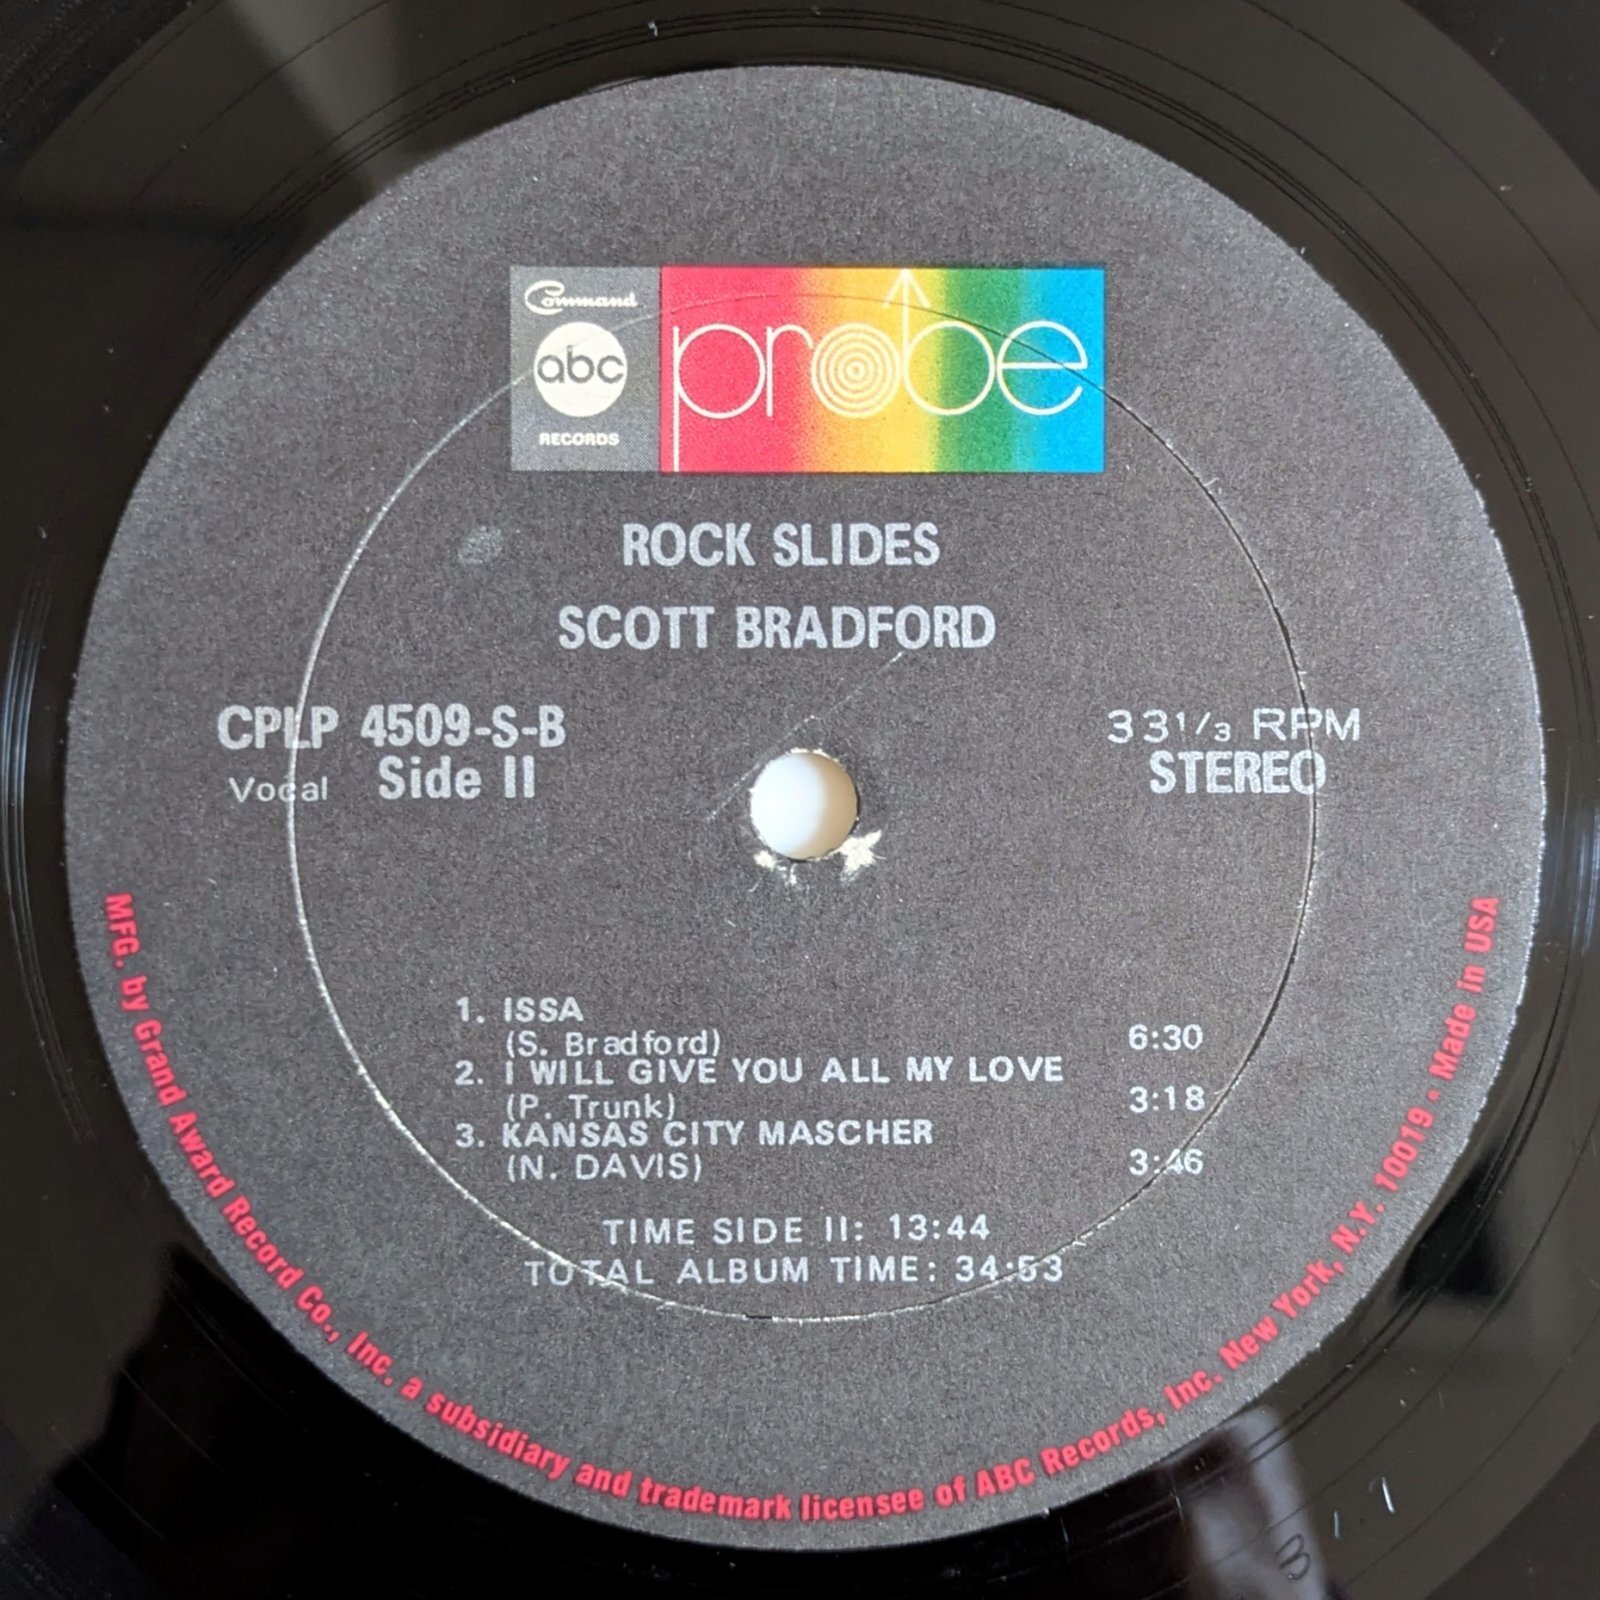 Command
abc
RECORDS
probe
ROCK SLIDES
SCOTT BRADFORD
CPLP 4509-S-B
Vocal Side II
33 1/3 RPM
STEREO
1. ISSA
(S. Bradford) 6:30
2. I WILL GIVE YOU ALL MY LOVE
(P. Trunk) 3:18
3. KANSAS CITY MASCHER
(N. DAVIS) 3:46
TIME SIDE II: 13:44
TOTAL ALBUM TIME: 34:53
MFG. by Grand Award Record Co., Inc. a subsidiary and trademark licensee of ABC Records, Inc. New York, N.Y. 10019 • Made in USA